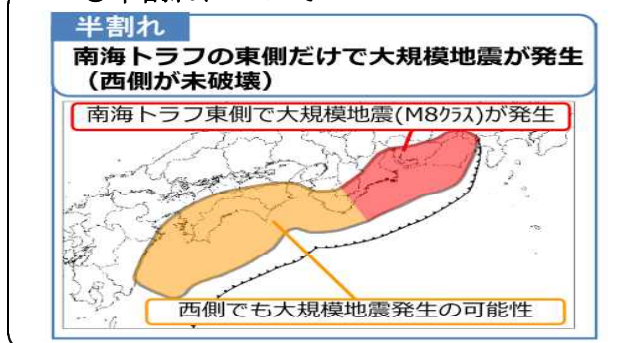 半割れ
南海トラフの東側だけで大規模地震が発生
（西側が未破壊）
南海トラフ東側で大規模地震(M8ｸﾗｽ)が発生
西側でも大規模地震発生の可能性